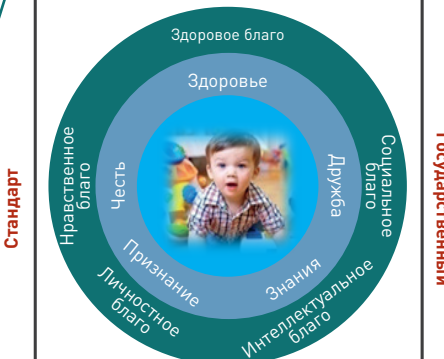 Здоровое благо
Здоровье
Нравственное
благо
Честь
Дружба
Социальное
благо
Признание
Знания
Личностное
благо
Интеллектуальное
благо
Стандарт
Государственный